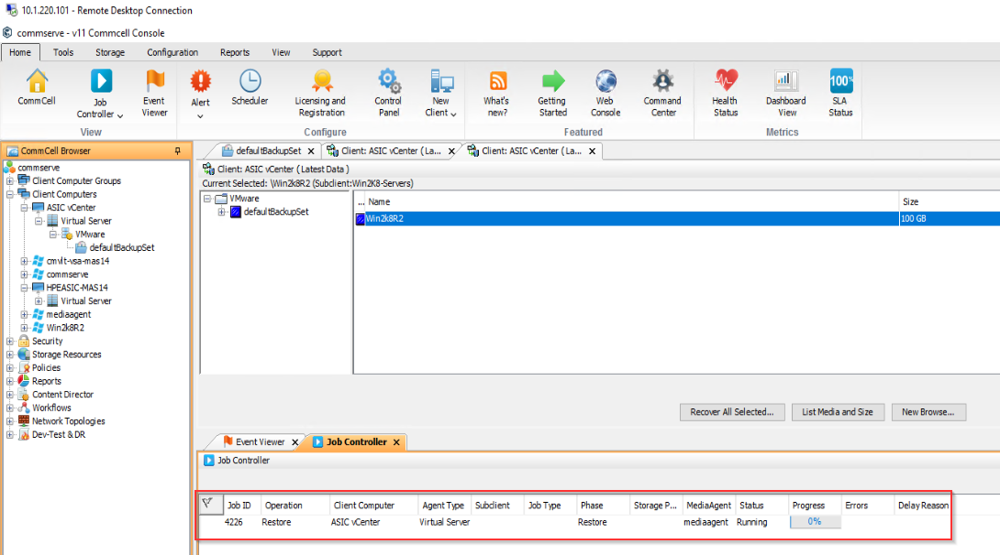 10.1.220.101 - Remote Desktop Connection
commserve - v11 Commcell Console
Home Tools Storage Configuration Reports View Support
CommCell
Job Controller
Event Viewer
View
Alert
Scheduler
Licensing and Registration
Control Panel
New Client
Configure
What's new?
Getting Started
Web Console
Command Center
Featured
Health Status
Dashboard View
100%
SLA Status
Metrics
CommCell Browser
commserve
Client Computer Groups
Client Computers
ASIC vCenter
Virtual Server
VMware
defaultBackupSet
cmvlt-vsa-mas14
commserve
HPEASIC-MAS14
Virtual Server
mediaagent
Win2k8R2
Security
Storage Resources
Policies
Reports
Content Director
Workflows
Network Topologies
Dev-Test & DR
defaultBackupSet Client: ASIC vCenter ( La... Client: ASIC vCenter ( La...
Client: ASIC vCenter ( Latest Data )
Current Selected: \Win2k8R2 (Subclient:Win2K8-Servers)
VMware
defaultBackupSet
... Name Size
Win2k8R2 100 GB
Recover All Selected... List Media and Size New Browse...
Event Viewer Job Controller
Job Controller
Job ID Operation Client Computer Agent Type Subclient Job Type Phase Storage P... MediaAgent Status Progress Errors Delay Reason
4226 Restore ASIC vCenter Virtual Server Restore mediaagent Running 0%